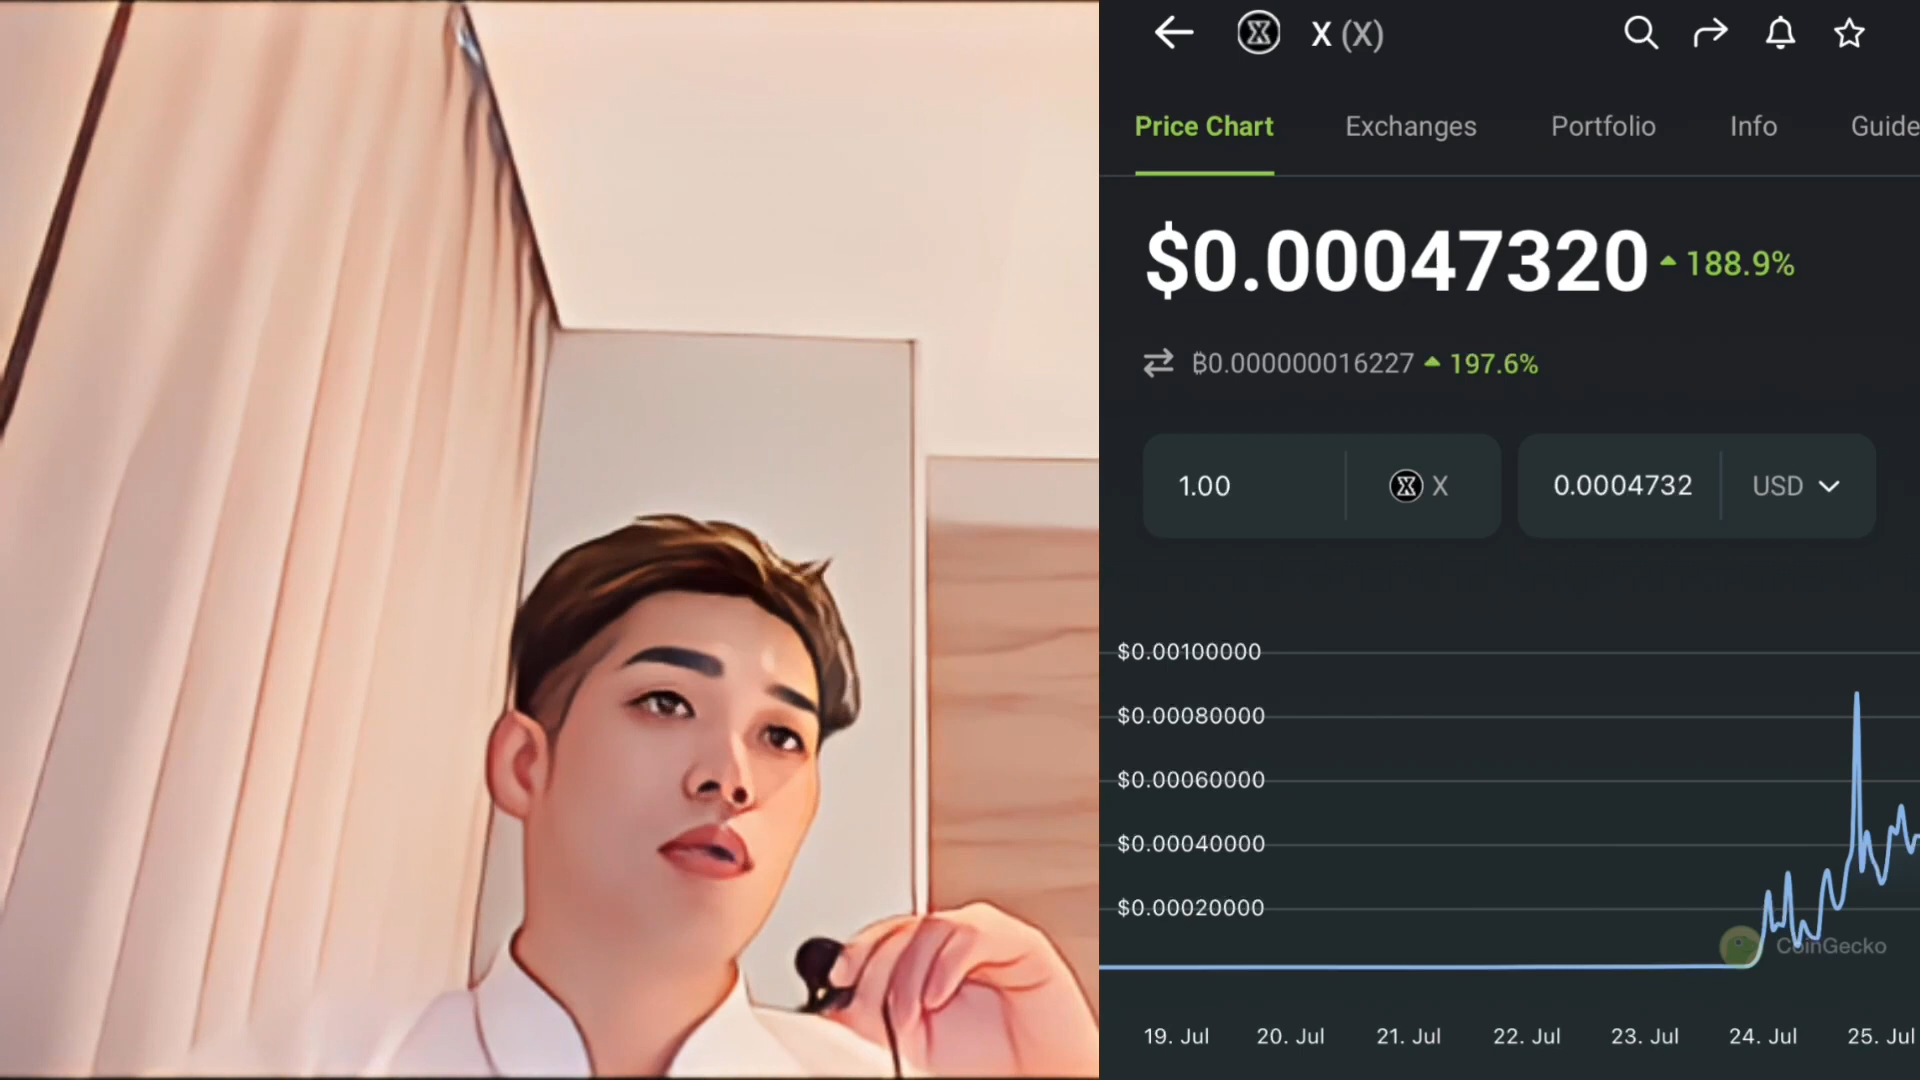 X (X)
Price Chart Exchanges Portfolio Info Guide
$0.00047320 188.9%
₿0.000000016227 197.6%
1.00 X 0.0004732 USD
$0.00100000
$0.00080000
$0.00060000
$0.00040000
$0.00020000
CoinGecko
19. Jul 20. Jul 21. Jul 22. Jul 23. Jul 24. Jul 25. Jul